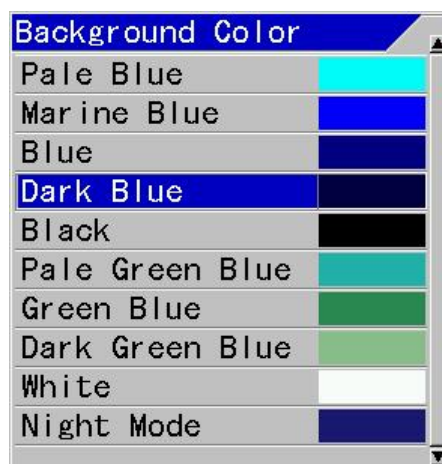 Background Color
Pale Blue
Marine Blue
Blue
Dark Blue
Black
Pale Green Blue
Green Blue
Dark Green Blue
White
Night Mode